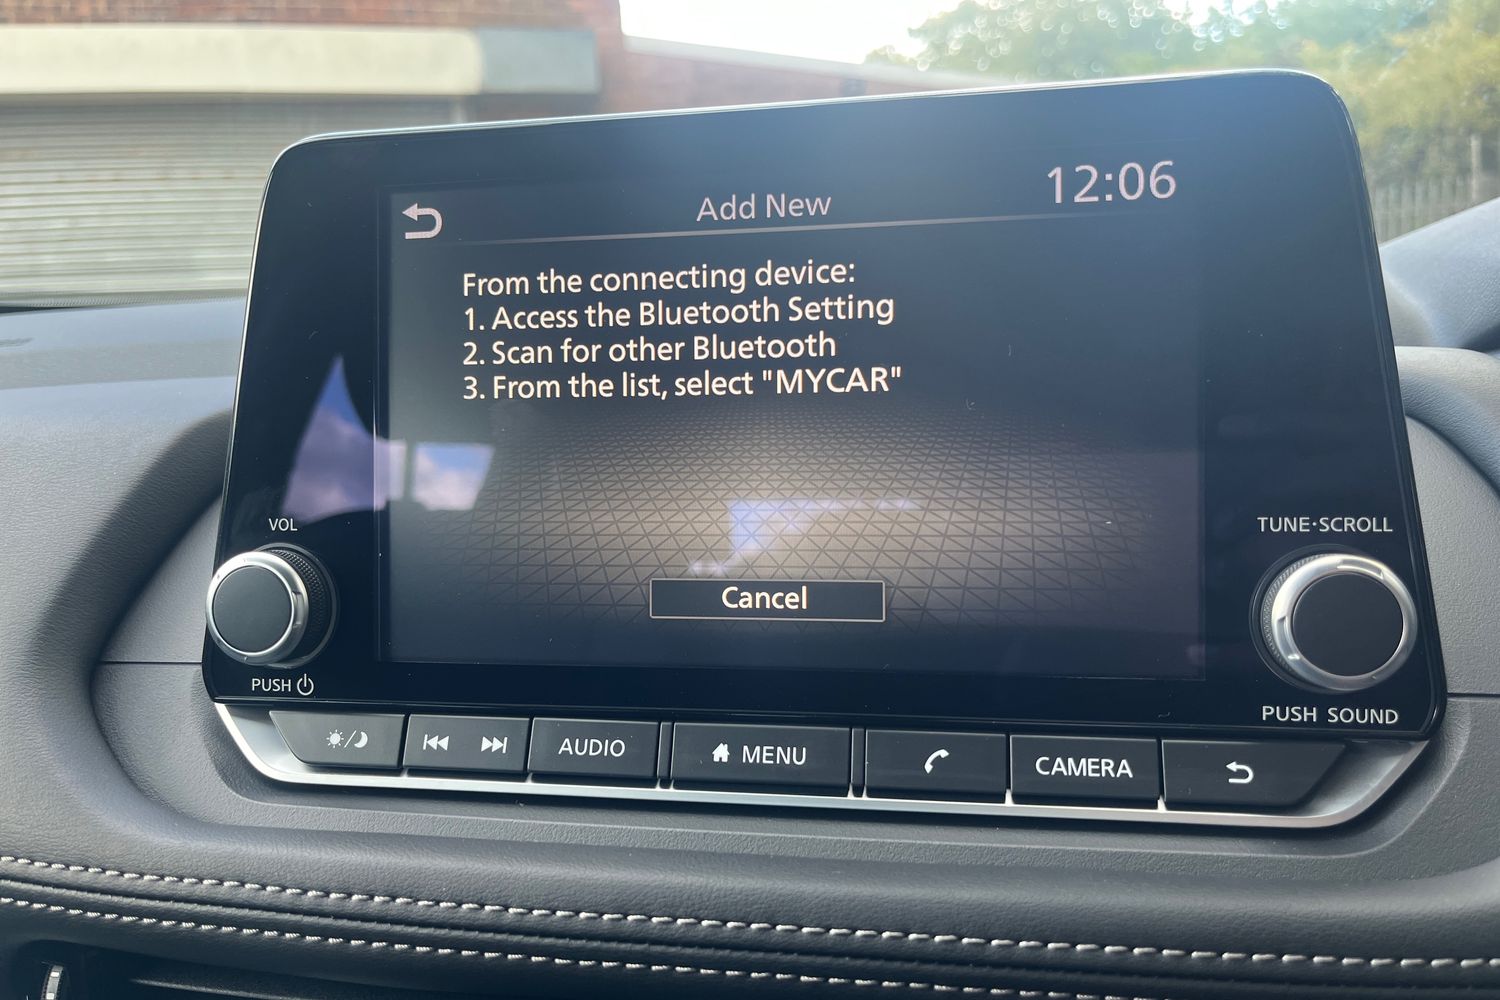 Add New
12:06
From the connecting device:
1. Access the Bluetooth Setting
2. Scan for other Bluetooth
3. From the list, select "MYCAR"
Cancel
VOL
PUSH
TUNE·SCROLL
PUSH SOUND
AUDIO
MENU
CAMERA